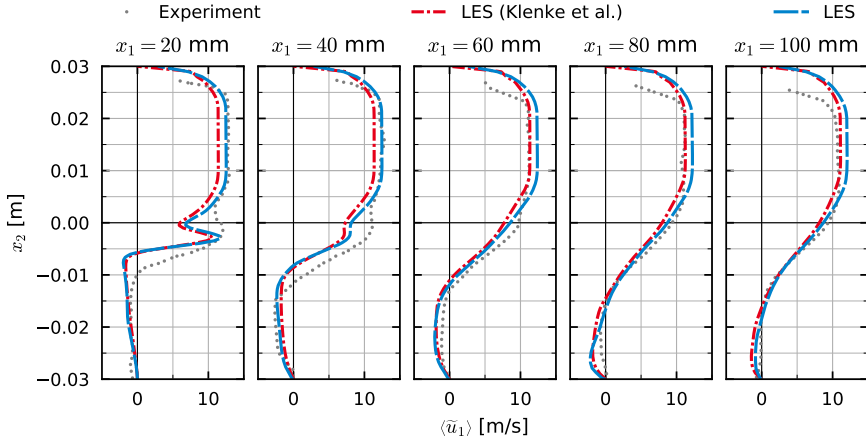 Experiment LES (Klenke et al.) LES
x₁ = 20 mm x₁ = 40 mm x₁ = 60 mm x₁ = 80 mm x₁ = 100 mm
0.03
0.02
0.01
0.00
−0.01
−0.02
−0.03
x₂ [m]
0 10 0 10 0 10 0 10 0 10
⟨ũ₁⟩ [m/s]